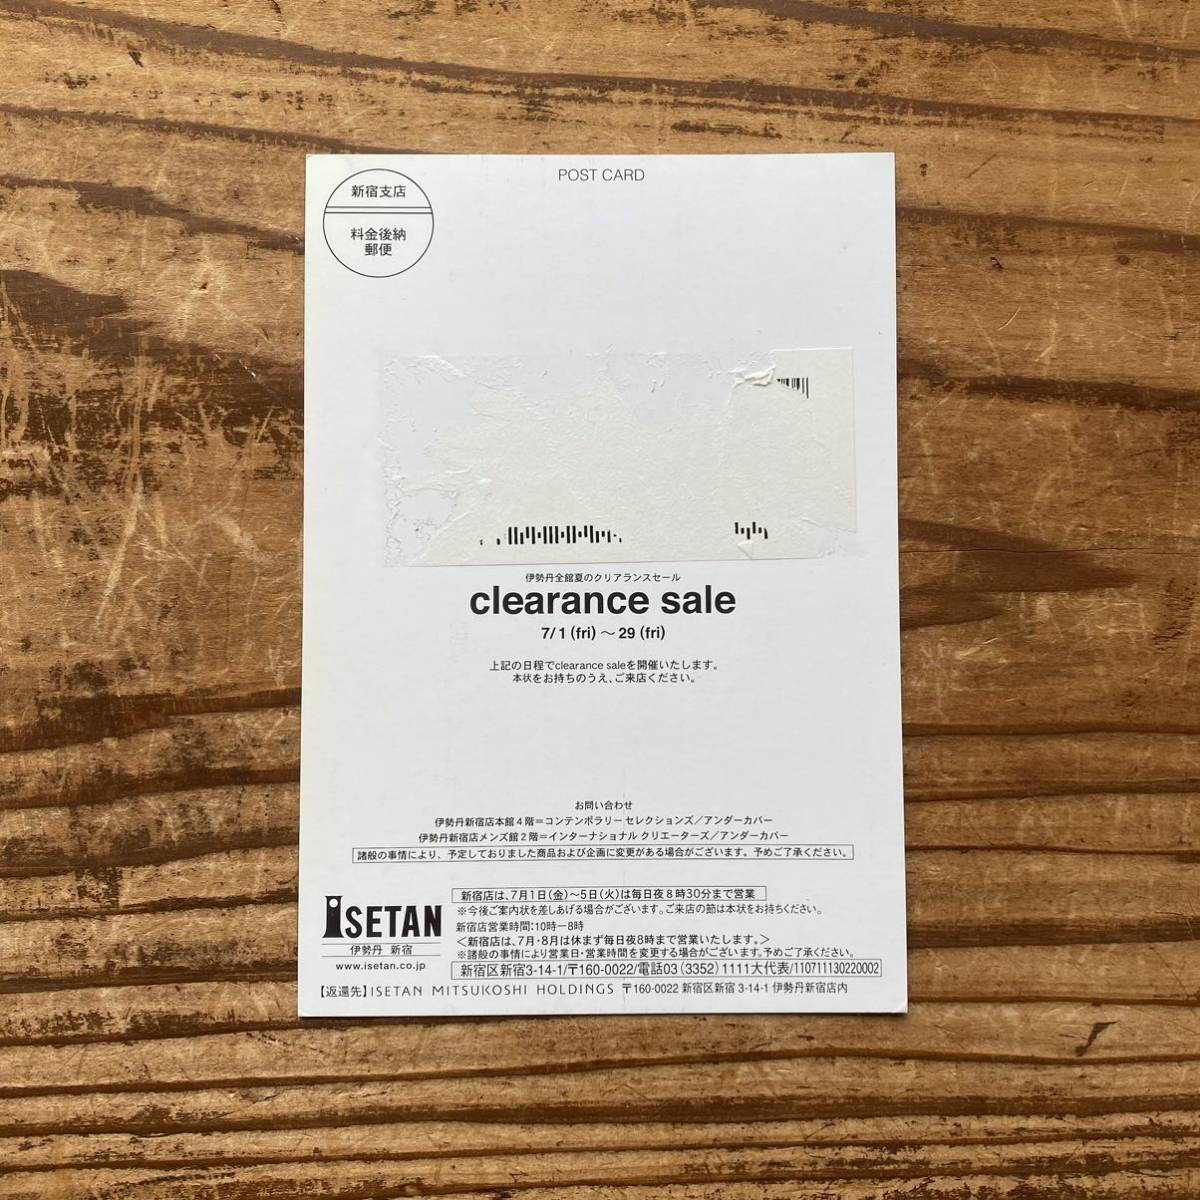 POST CARD
新宿支店
料金後納
郵便
伊勢丹全館夏のクリアランスセール
clearance sale
7/1(fri)～29(fri)
上記の日程でclearance saleを開催いたします。
本状をお持ちのうえ、ご来店ください。
お問い合わせ
伊勢丹新宿店本館4階＝コンテンポラリー セレクションズ／アンダーカバー
伊勢丹新宿店メンズ館2階＝インターナショナル クリエーターズ／アンダーカバー
諸般の事情により、予定しておりました商品および企画に変更がある場合がございます。予めご了承ください。
ISETAN
伊勢丹 新宿
www.isetan.co.jp
新宿店は、7月1日(金)～5日(火)は毎日夜8時30分まで営業
※今後ご案内状を差しあげる場合がございます。ご来店の節は本状をお持ちください。
新宿店営業時間：10時－8時
＜新宿店は、7月・8月は休まず毎日夜8時まで営業いたします。＞
※諸般の事情により営業日・営業時間を変更する場合がございます。予めご了承ください。
新宿区新宿3-14-1/〒160-0022/電話03(3352)1111大代表/110711130220002
【返還先】ISETAN MITSUKOSHI HOLDINGS 〒160-0022 新宿区新宿 3-14-1 伊勢丹新宿店内